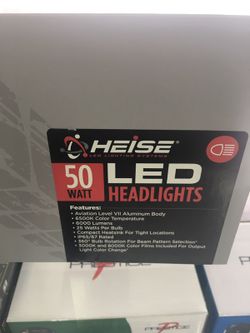 HEISE
LED LIGHTING SYSTEMS
50 WATT
LED
HEADLIGHTS
Features:
• Aviation Level VII Aluminum Body
• 6500K Color Temperature
• 6000 Lumens
• 25 Watts Per Bulb
• Compact Heatsink For Tight Locations
• IP65/67 Rated
• 360° Bulb Rotation For Beam Pattern Selection*
• 3000K and 8000K Color Films Included For Output
Light Color Change*